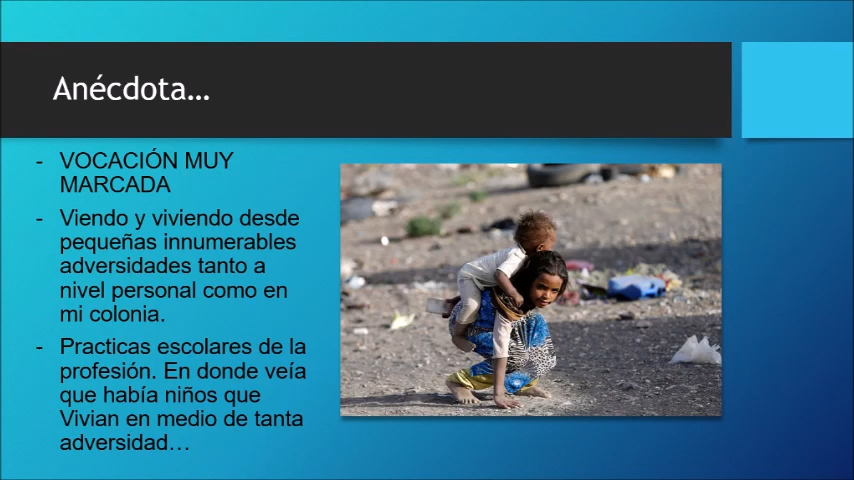 Anécdota...
- VOCACIÓN MUY
MARCADA
- Viendo y viviendo desde
pequeñas innumerables
adversidades tanto a
nivel personal como en
mi colonia.
- Practicas escolares de la
profesión. En donde veía
que había niños que
Vivian en medio de tanta
adversidad…